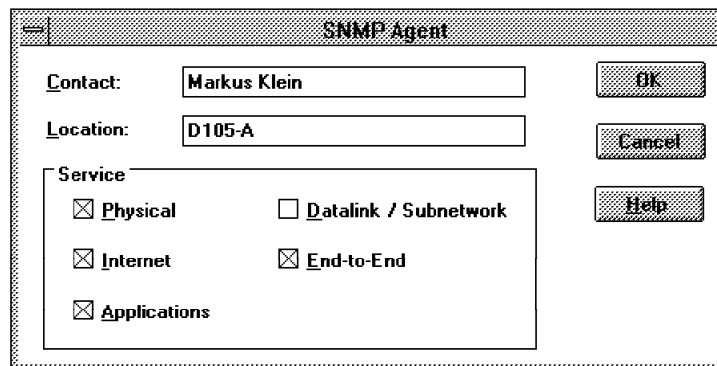 SNMP Agent
Contact: Markus Klein OK
Location: D105-A Cancel
Service
Physical Datalink / Subnetwork Help
Internet End-to-End
Applications